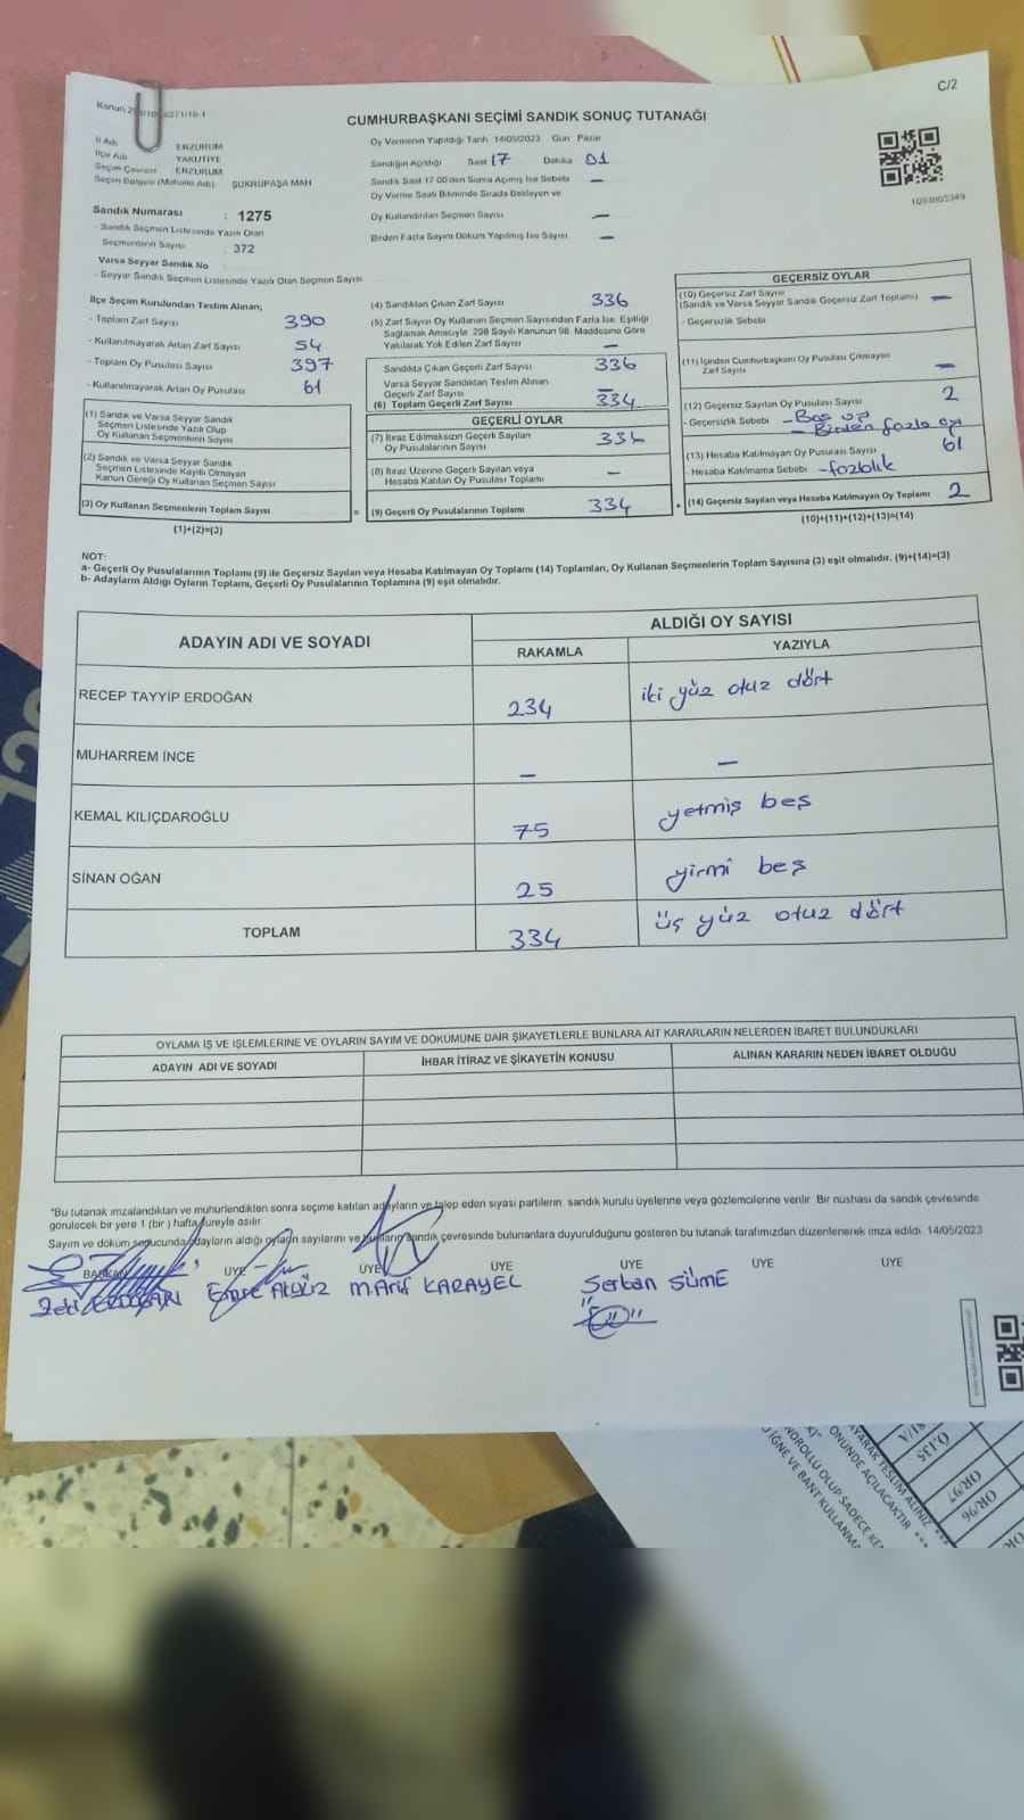 C/2
CUMHURBAŞKANI SEÇİMİ SANDIK SONUÇ TUTANAĞI
İl Adı ERZURUM
İlçe Adı YAKUTİYE
Seçim Çevresi ERZURUM
Seçim Bölgesi (Muhtarlık Adı) ŞÜKRÜPAŞA MAH
Oy Vermenin Yapıldığı Tarih 14/05/2023 Gün Pazar
Sandığın Açıldığı Saat 17 Dakika 01
Sandık Saat 17.00'den Sonra Açılmış İse Sebebi —
Oy Verme Saati Bitiminde Sırada Bekleyen ve
Oy Kullandırılan Seçmen Sayısı —
Birden Fazla Sayım Döküm Yapılmış İse Sayısı —
Sandık Numarası : 1275
- Sandık Seçmen Listesinde Yazılı Olan
Seçmenlerin Sayısı : 372
Varsa Seyyar Sandık No
- Seyyar Sandık Seçmen Listesinde Yazılı Olan Seçmen Sayısı
İlçe Seçim Kurulundan Teslim Alınan;
- Toplam Zarf Sayısı 390
- Kullanılmayarak Artan Zarf Sayısı 54
- Toplam Oy Pusulası Sayısı 397
- Kullanılmayarak Artan Oy Pusulası 61
(1) Sandık ve Varsa Seyyar Sandık
Seçmen Listesinde Yazılı Olup
Oy Kullanan Seçmenlerin Sayısı
(2) Sandık ve Varsa Seyyar Sandık
Seçmen Listesinde Kayıtlı Olmayan
Kanun Gereği Oy Kullanan Seçmen Sayısı
(3) Oy Kullanan Seçmenlerin Toplam Sayısı
(1)+(2)=(3)
(4) Sandıktan Çıkan Zarf Sayısı 336
(5) Zarf Sayısı Oy Kullanan Seçmen Sayısından Fazla İse, Eşitliği
Sağlamak Amacıyla, 298 Sayılı Kanunun 98. Maddesine Göre
Yakılarak Yok Edilen Zarf Sayısı —
Sandıkta Çıkan Geçerli Zarf Sayısı 336
Varsa Seyyar Sandıktan Teslim Alınan
Geçerli Zarf Sayısı —
(6) Toplam Geçerli Zarf Sayısı 334
GEÇERLİ OYLAR
(7) İtiraz Edilmeksizin Geçerli Sayılan
Oy Pusulalarının Sayısı 334
(8) İtiraz Üzerine Geçerli Sayılan veya
Hesaba Katılan Oy Pusulası Toplamı —
= (9) Geçerli Oy Pusulalarının Toplamı 334
GEÇERSİZ OYLAR
(10) Geçersiz Zarf Sayısı
(Sandık ve Varsa Seyyar Sandık Geçersiz Zarf Toplamı) —
- Geçersizlik Sebebi
(11) İçinden Cumhurbaşkanı Oy Pusulası Çıkmayan
Zarf Sayısı —
(12) Geçersiz Sayılan Oy Pusulası Sayısı 2
- Geçersizlik Sebebi - Boş oy
- Birden fazla oy
(13) Hesaba Katılmayan Oy Pusulası Sayısı 61
- Hesaba Katılmama Sebebi - fazlalık
+ (14) Geçersiz Sayılan veya Hesaba Katılmayan Oy Toplamı 2
(10)+(11)+(12)+(13)=(14)
NOT:
a- Geçerli Oy Pusulalarının Toplamı (9) ile Geçersiz Sayılan veya Hesaba Katılmayan Oy Toplamı (14) Toplamları, Oy Kullanan Seçmenlerin Toplam Sayısına (3) eşit olmalıdır. (9)+(14)=(3)
b- Adayların Aldığı Oyların Toplamı, Geçerli Oy Pusulalarının Toplamına (9) eşit olmalıdır.
ADAYIN ADI VE SOYADI
ALDIĞI OY SAYISI
RAKAMLA YAZIYLA
RECEP TAYYİP ERDOĞAN 234 iki yüz otuz dört
MUHARREM İNCE — —
KEMAL KILIÇDAROĞLU 75 yetmiş beş
SİNAN OĞAN 25 yirmi beş
TOPLAM 334 üç yüz otuz dört
OYLAMA İŞ VE İŞLEMLERİNE VE OYLARIN SAYIM VE DÖKÜMÜNE DAİR ŞİKAYETLERLE BUNLARA AİT KARARLARIN NELERDEN İBARET BULUNDUKLARI
ADAYIN ADI VE SOYADI İHBAR İTİRAZ VE ŞİKAYETİN KONUSU ALINAN KARARIN NEDEN İBARET OLDUĞU
"Bu tutanak imzalandıktan ve mühürlendikten sonra seçime katılan adayların ve talep eden siyasi partilerin sandık kurulu üyelerine veya gözlemcilerine verilir. Bir nüshası da sandık çevresinde
görülecek bir yere 1 (bir) hafta süreyle asılır.
Sayım ve döküm sonucunda adayların aldığı oyların sayılarını ve bunların sandık çevresinde bulunanlara duyurulduğunu gösteren bu tutanak tarafımızdan düzenlenerek imza edildi. 14/05/2023
BAŞKAN ÜYE ÜYE ÜYE ÜYE ÜYE ÜYE
Zeki ERDOĞAN Emre M.Arif KARAYEL Serban SÜME
YARAK TESLİM ALINIZ ***
ÖNÜNDE AÇILACAKTIR ***
OR/97
OR/96